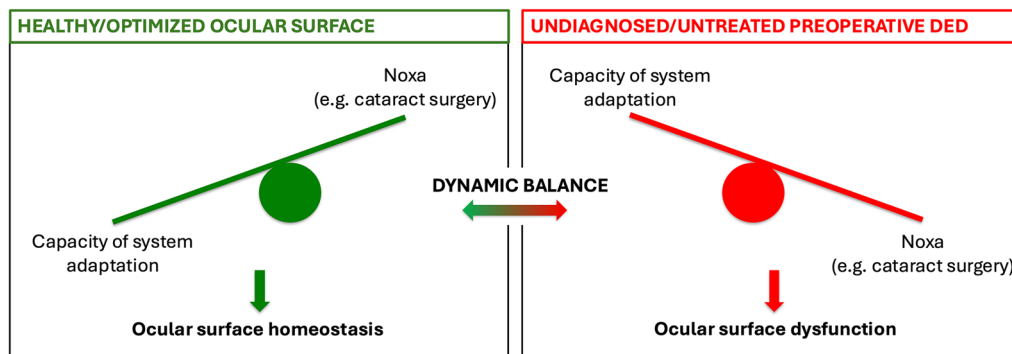 HEALTHY/OPTIMIZED OCULAR SURFACE
Noxa
(e.g. cataract surgery)
Capacity of system
adaptation
Ocular surface homeostasis
DYNAMIC BALANCE
UNDIAGNOSED/UNTREATED PREOPERATIVE DED
Capacity of system
adaptation
Noxa
(e.g. cataract surgery)
Ocular surface dysfunction